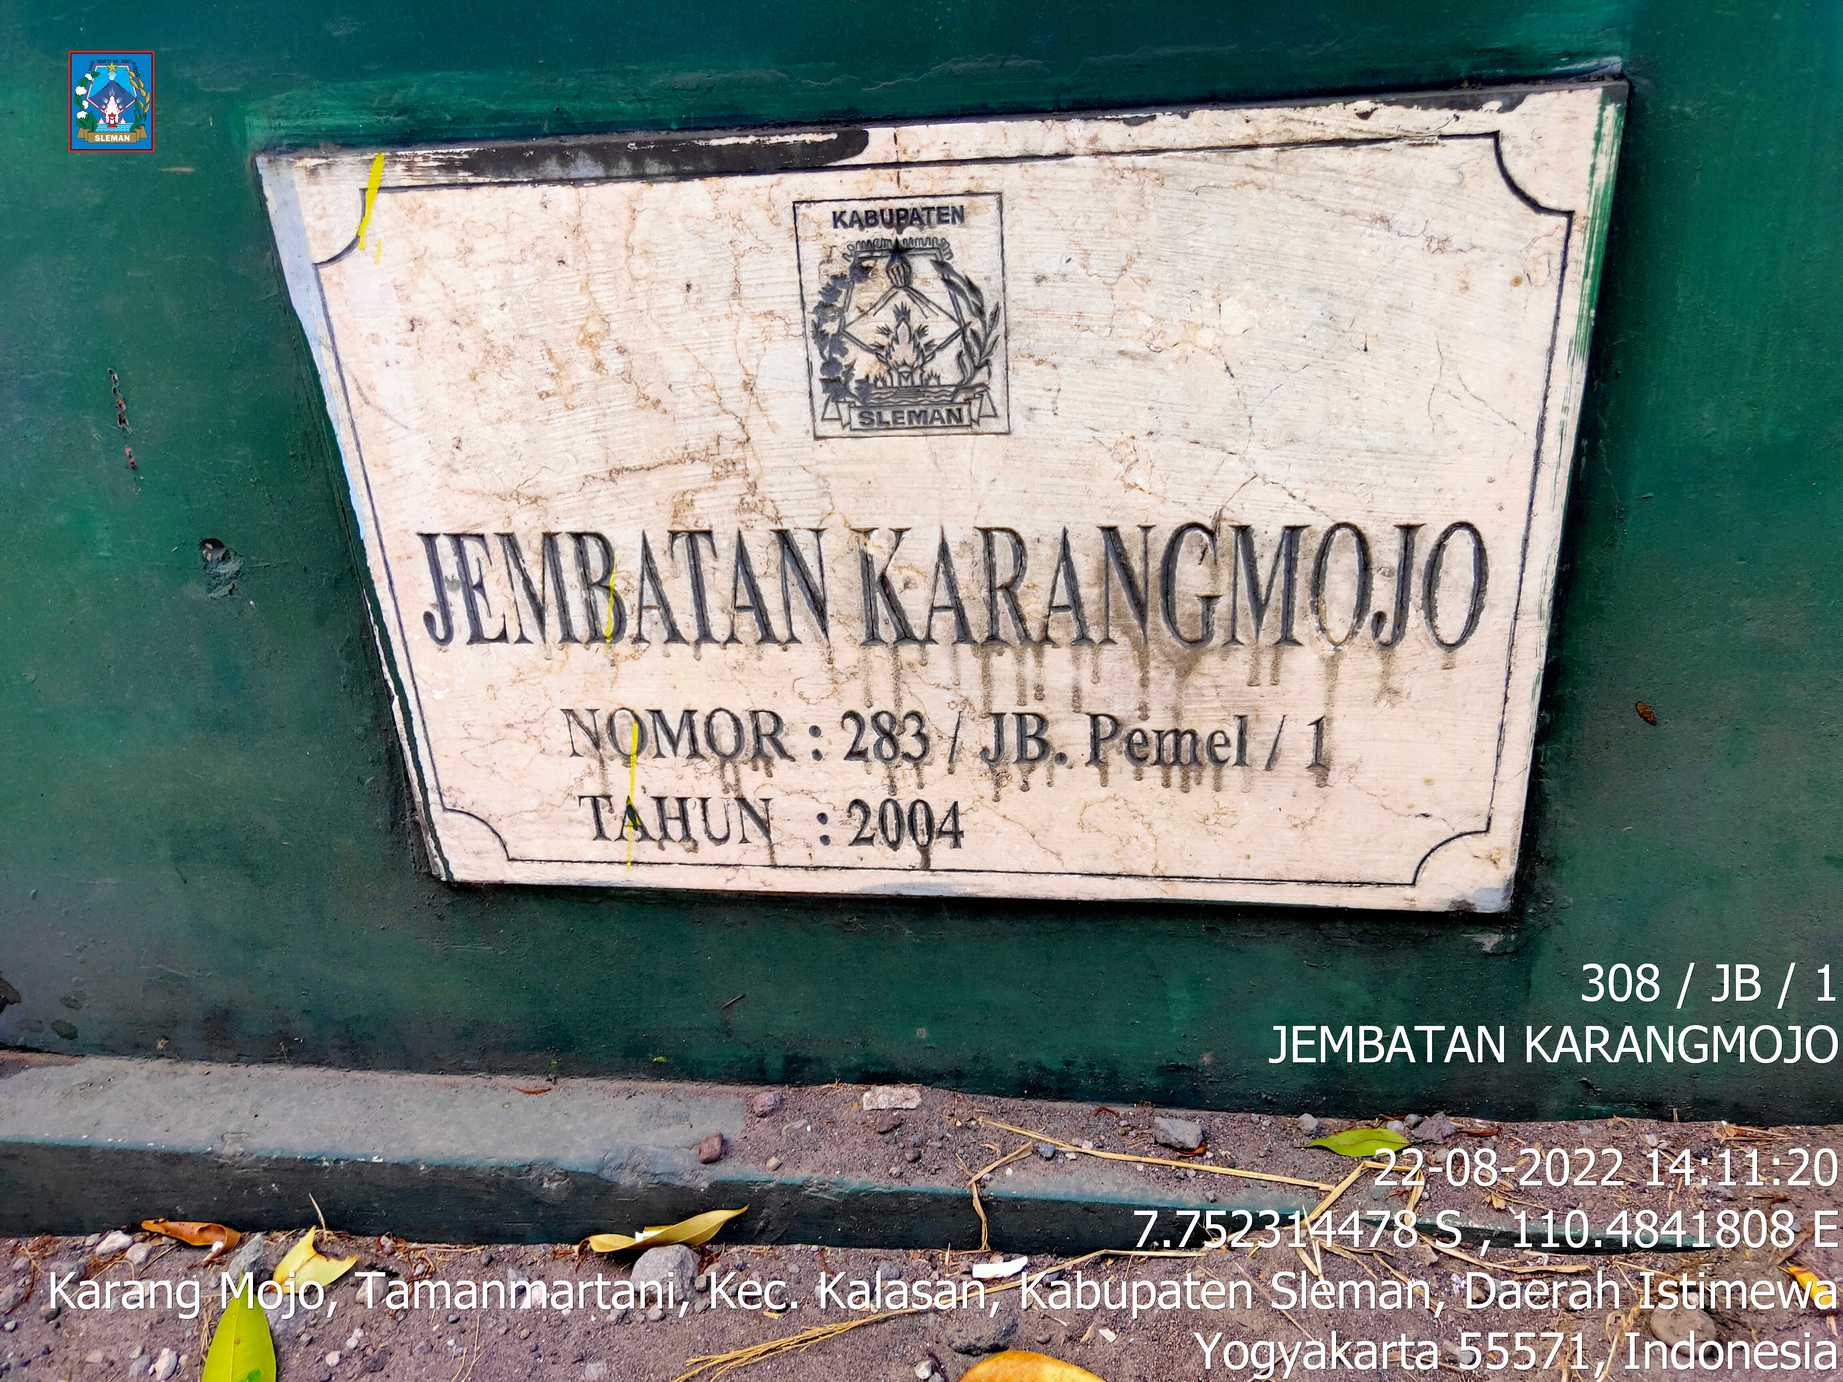 SLEMAN
KABUPATEN
SLEMAN
JEMBATAN KARANGMOJO
NOMOR : 283 / JB. Pemel / 1
TAHUN : 2004
308 / JB / 1
JEMBATAN KARANGMOJO
22-08-2022 14:11:20
7.752314478 S , 110.4841808 E
Karang Mojo, Tamanmartani, Kec. Kalasan, Kabupaten Sleman, Daerah Istimewa
Yogyakarta 55571, Indonesia